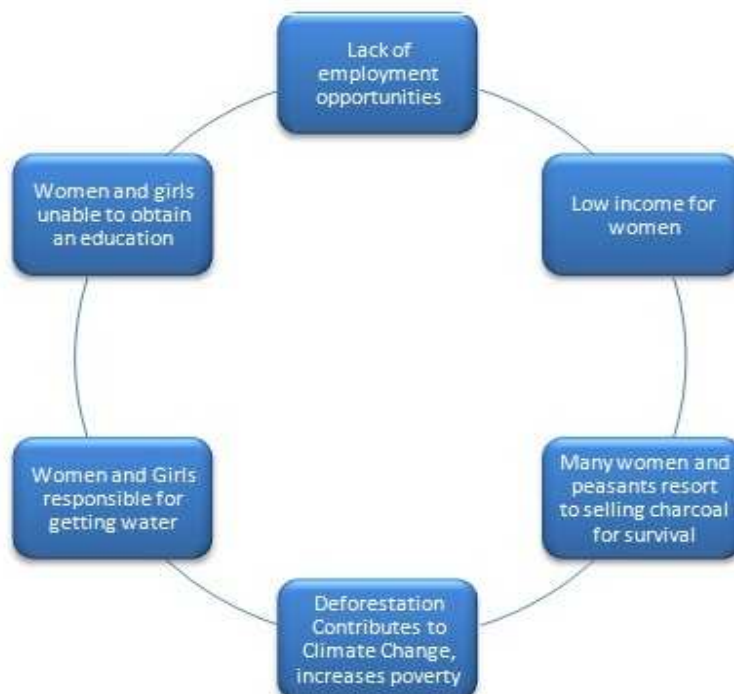 Lack of
employment
opportunities
Low income for
women
Many women and
peasants resort
to selling charcoal
for survival
Deforestation
Contributes to
Climate Change,
increases poverty
Women and Girls
responsible for
getting water
Women and girls
unable to obtain
an education